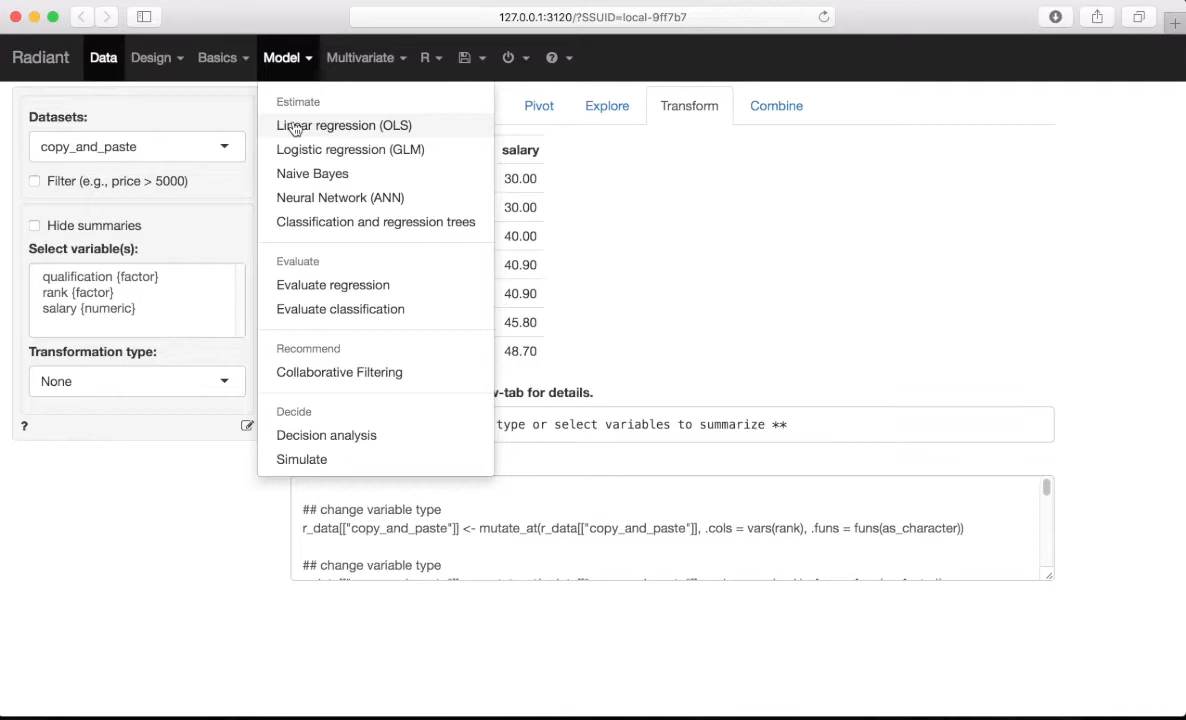 127.0.0.1:3120/?SSUID=local-9ff7b7
Radiant Data Design Basics Model Multivariate R
Datasets:
copy_and_paste
Filter (e.g., price > 5000)
Hide summaries
Select variable(s):
qualification {factor}
rank {factor}
salary {numeric}
Transformation type:
None
?
Estimate
Linear regression (OLS)
Logistic regression (GLM)
Naive Bayes
Neural Network (ANN)
Classification and regression trees
Evaluate
Evaluate regression
Evaluate classification
Recommend
Collaborative Filtering
Decide
Decision analysis
Simulate
Pivot Explore Transform Combine
salary
30.00
30.00
40.00
40.90
40.90
45.80
48.70
for details.
type or select variables to summarize **
## change variable type
r_data[["copy_and_paste"]] <- mutate_at(r_data[["copy_and_paste"]], .cols = vars(rank), .funs = funs(as_character))
## change variable type